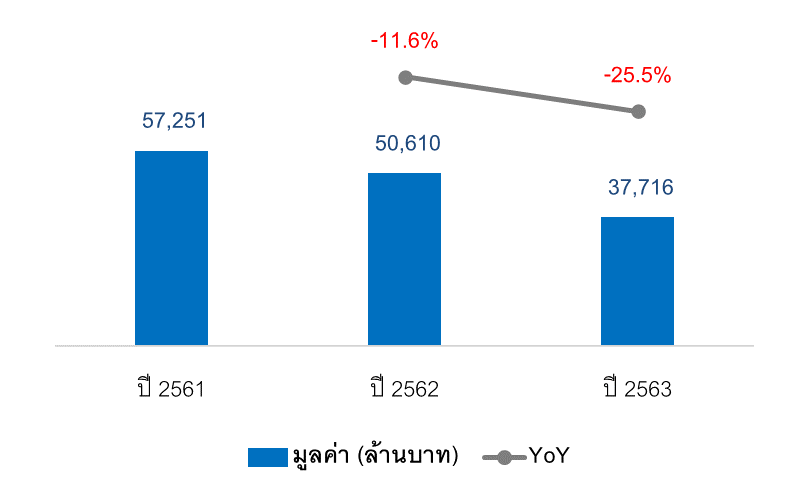 -11.6%
-25.5%
57,251
50,610
37,716
ปี 2561
ปี 2562
ปี 2563
มูลค่า (ล้านบาท)
YoY